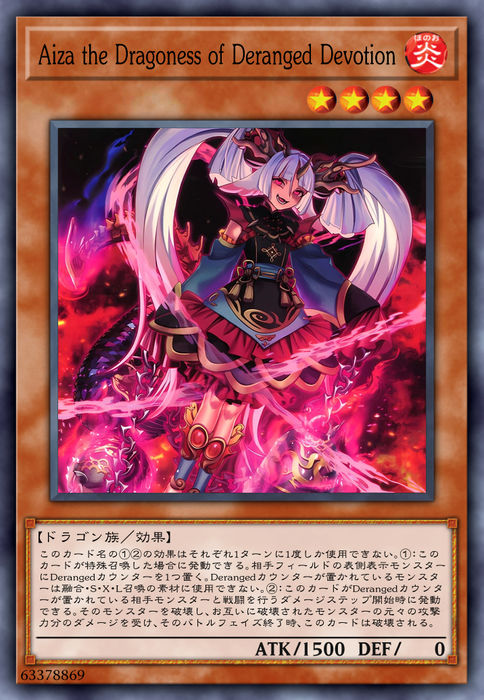 Aiza the Dragoness of Deranged Devotion
ほのお
炎
【ドラゴン族/効果】
このカード名の①②の効果はそれぞれ1ターンに1度しか使用できない。①:この
カードが特殊召喚した場合に発動できる。相手フィールドの表側表示モンスター
にDerangedカウンターを1つ置く。Derangedカウンターが置かれているモンス
ターは融合・S・X・L召喚の素材に使用できない。②:このカードがDerangedカウンタ
ーが置かれている相手モンスターと戦闘を行うダメージステップ開始時に発動
できる。そのモンスターを破壊し、お互いに破壊されたモンスターの元々の攻撃
力分のダメージを受け、そのバトルフェイズ終了時、このカードは破壊される。
ATK/1500 DEF/ 0
63378869